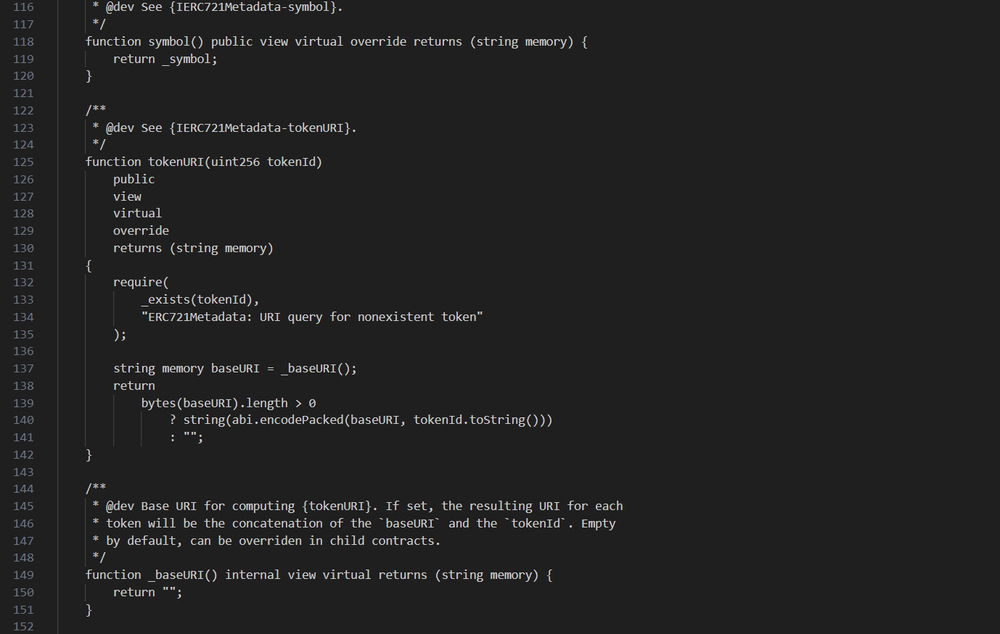 116 * @dev See {IERC721Metadata-symbol}.
117 */
118 function symbol() public view virtual override returns (string memory) {
119 return _symbol;
120 }
121
122 /**
123 * @dev See {IERC721Metadata-tokenURI}.
124 */
125 function tokenURI(uint256 tokenId)
126 public
127 view
128 virtual
129 override
130 returns (string memory)
131 {
132 require(
133 _exists(tokenId),
134 "ERC721Metadata: URI query for nonexistent token"
135 );
136
137 string memory baseURI = _baseURI();
138 return
139 bytes(baseURI).length > 0
140 ? string(abi.encodePacked(baseURI, tokenId.toString()))
141 : "";
142 }
143
144 /**
145 * @dev Base URI for computing {tokenURI}. If set, the resulting URI for each
146 * token will be the concatenation of the `baseURI` and the `tokenId`. Empty
147 * by default, can be overriden in child contracts.
148 */
149 function _baseURI() internal view virtual returns (string memory) {
150 return "";
151 }
152